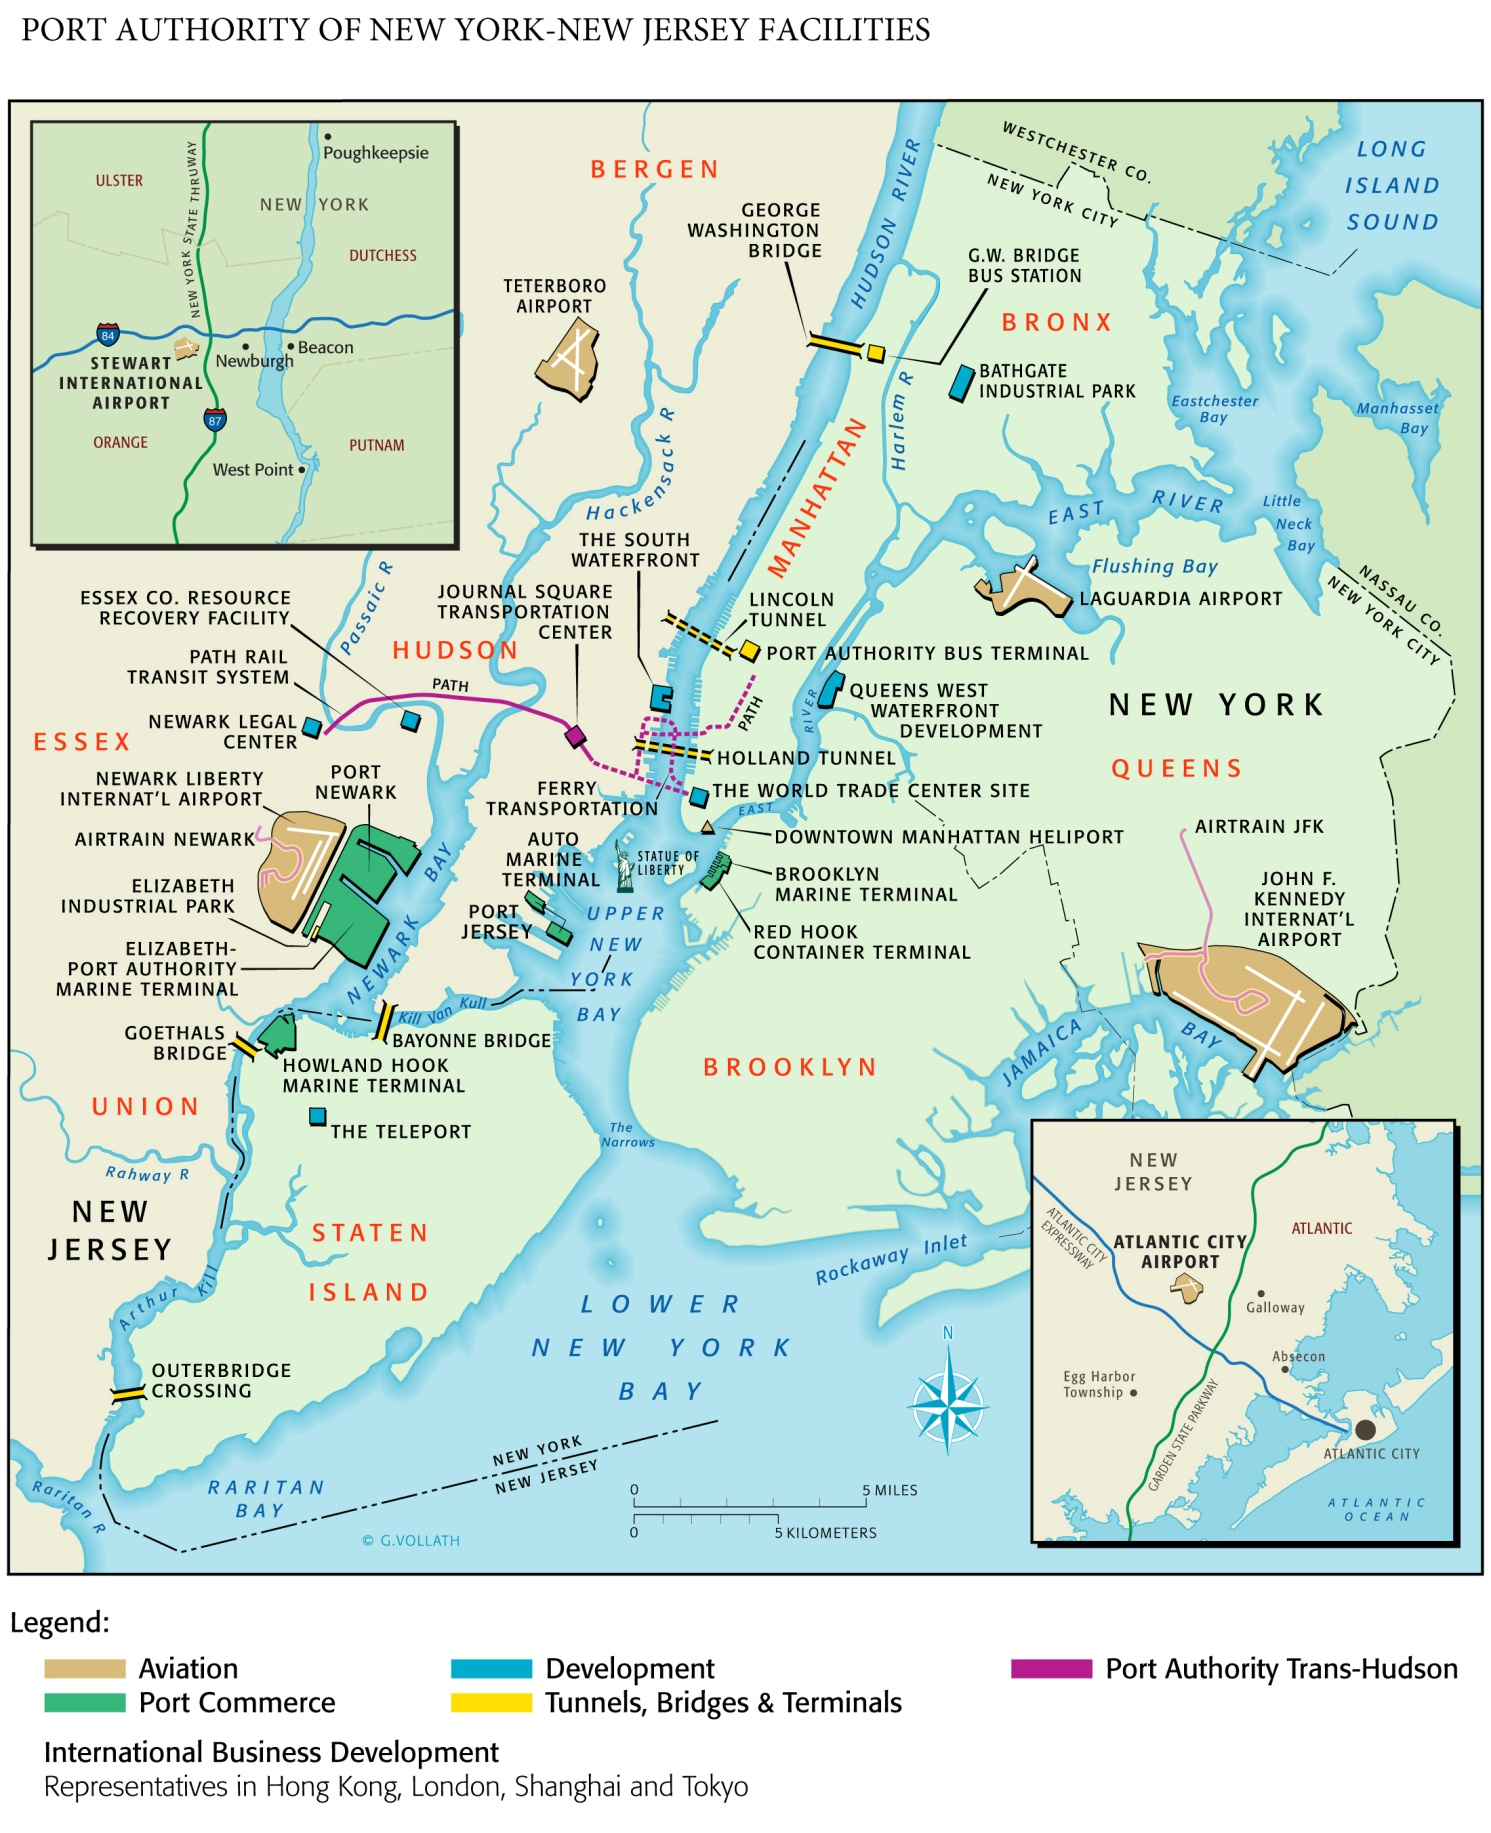 PORT AUTHORITY OF NEW YORK-NEW JERSEY FACILITIES
Poughkeepsie
ULSTER
NEW YORK STATE THRUWAY
NEW YORK
DUTCHESS
84
STEWART
INTERNATIONAL
AIRPORT
Newburgh
Beacon
87
ORANGE
PUTNAM
West Point
BERGEN
GEORGE
WASHINGTON
BRIDGE
HUDSON RIVER
WESTCHESTER CO.
NEW YORK CITY
LONG
ISLAND
SOUND
G.W. BRIDGE
BUS STATION
TETERBORO
AIRPORT
BRONX
BATHGATE
INDUSTRIAL PARK
Harlem R
Eastchester
Bay
Manhasset
Bay
MANHATTAN
Hackensack R
EAST RIVER
Little
Neck
Bay
Flushing Bay
LAGUARDIA AIRPORT
NASSAU CO.
NEW YORK CITY
THE SOUTH
WATERFRONT
Passaic R
ESSEX CO. RESOURCE
RECOVERY FACILITY
JOURNAL SQUARE
TRANSPORTATION
CENTER
LINCOLN
TUNNEL
HUDSON
PORT AUTHORITY BUS TERMINAL
PATH RAIL
TRANSIT SYSTEM
PATH
PATH
RIVER
QUEENS WEST
WATERFRONT
DEVELOPMENT
NEW YORK
NEWARK LEGAL
CENTER
ESSEX
HOLLAND TUNNEL
QUEENS
NEWARK LIBERTY
INTERNAT'L AIRPORT
PORT
NEWARK
FERRY
TRANSPORTATION
THE WORLD TRADE CENTER SITE
EAST
AIRTRAIN NEWARK
AUTO
MARINE
TERMINAL
STATUE OF
LIBERTY
DOWNTOWN MANHATTAN HELIPORT
AIRTRAIN JFK
ELIZABETH
INDUSTRIAL PARK
BROOKLYN
MARINE TERMINAL
JOHN F.
KENNEDY
INTERNAT'L
AIRPORT
PORT
JERSEY
RED HOOK
CONTAINER TERMINAL
ELIZABETH-
PORT AUTHORITY
MARINE TERMINAL
NEWARK BAY
UPPER
NEW
YORK
BAY
Kill Van Kull
GOETHALS
BRIDGE
BAYONNE BRIDGE
HOWLAND HOOK
MARINE TERMINAL
BROOKLYN
JAMAICA BAY
UNION
THE TELEPORT
The
Narrows
Rahway R
NEW
JERSEY
STATEN
ISLAND
Rockaway Inlet
Arthur Kill
LOWER
NEW YORK
BAY
N
OUTERBRIDGE
CROSSING
NEW YORK
NEW JERSEY
RARITAN
BAY
Raritan R
0 5 MILES
0 5 KILOMETERS
© G.VOLLATH
NEW
JERSEY
ATLANTIC CITY
EXPRESSWAY
ATLANTIC
ATLANTIC CITY
AIRPORT
Galloway
Absecon
Egg Harbor
Township
GARDEN STATE PARKWAY
ATLANTIC CITY
ATLANTIC
OCEAN
Legend:
Aviation
Development
Port Authority Trans-Hudson
Port Commerce
Tunnels, Bridges & Terminals
International Business Development
Representatives in Hong Kong, London, Shanghai and Tokyo